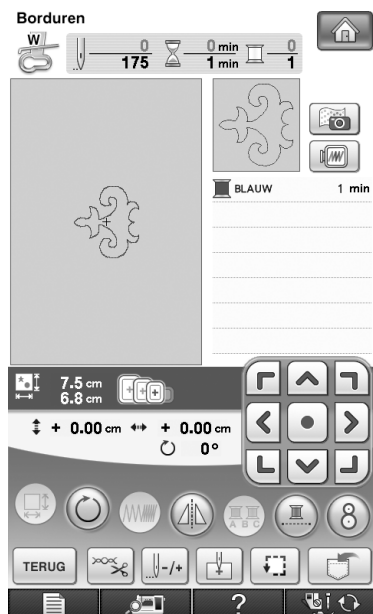 Borduren
W
0 0 min 0
175 1 min 1
BLAUW 1 min
7.5 cm
6.8 cm
+ 0.00 cm + 0.00 cm
0°
A B C
8
TERUG -/+
? i